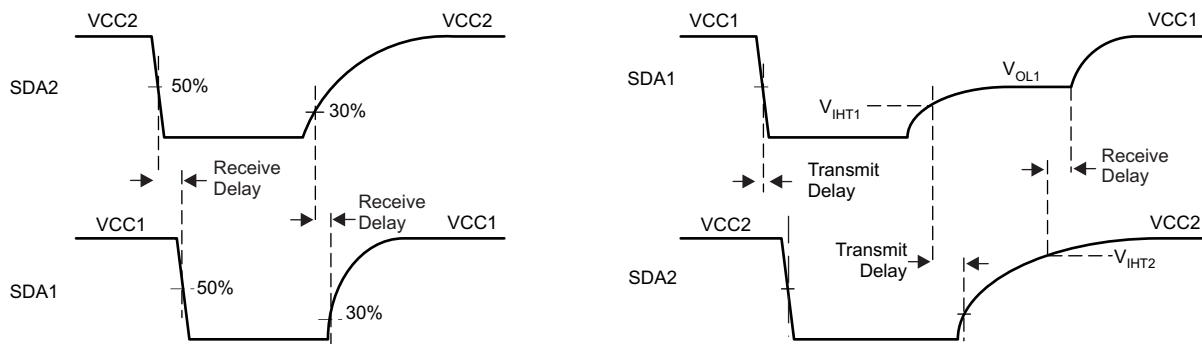 VCC2
VCC2
SDA2
50%
30%
Receive
Delay
Receive
Delay
VCC1
VCC1
SDA1
50%
30%
VCC1
VCC1
SDA1
VOL1
VIHT1
Transmit
Delay
Receive
Delay
VCC2
VCC2
Transmit
Delay
VIHT2
SDA2